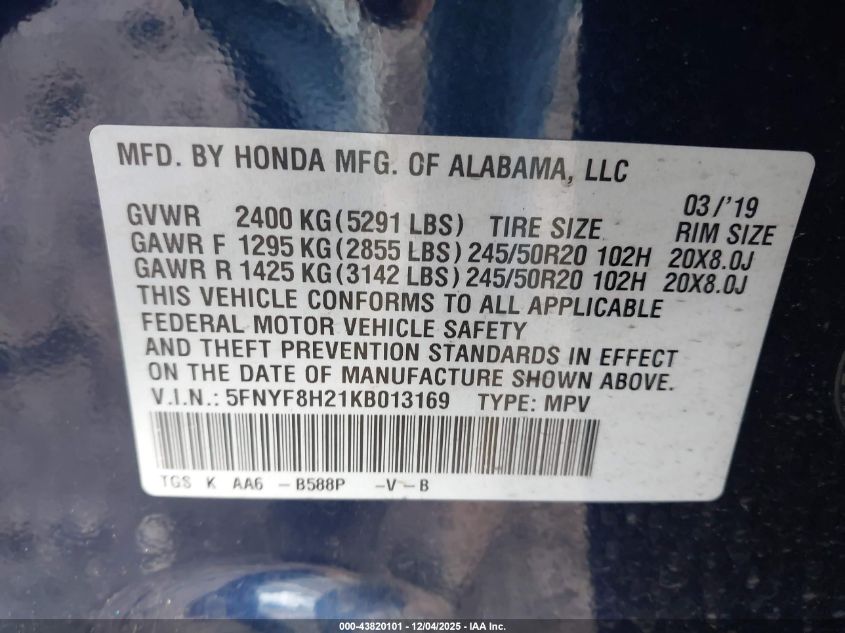 MFD. BY HONDA MFG. OF ALABAMA, LLC
03/'19
GVWR 2400 KG(5291 LBS) TIRE SIZE RIM SIZE
GAWR F 1295 KG(2855 LBS) 245/50R20 102H 20X8.0J
GAWR R 1425 KG(3142 LBS) 245/50R20 102H 20X8.0J
THIS VEHICLE CONFORMS TO ALL APPLICABLE
FEDERAL MOTOR VEHICLE SAFETY
AND THEFT PREVENTION STANDARDS IN EFFECT
ON THE DATE OF MANUFACTURE SHOWN ABOVE.
V.I.N.: 5FNYF8H21KB013169 TYPE: MPV
TGS K AA6 -B588P -V-B
000-43820101 - 12/04/2025 - IAA Inc.